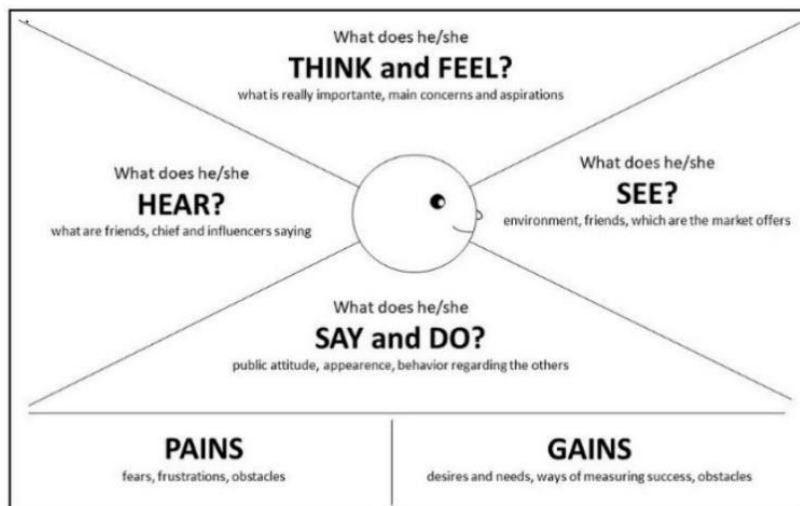 What does he/she
THINK and FEEL?
what is really importante, main concerns and aspirations
What does he/she
HEAR?
what are friends, chief and influencers saying
What does he/she
SEE?
environment, friends, which are the market offers
What does he/she
SAY and DO?
public attitude, appearence, behavior regarding the others
PAINS
fears, frustrations, obstacles
GAINS
desires and needs, ways of measuring success, obstacles